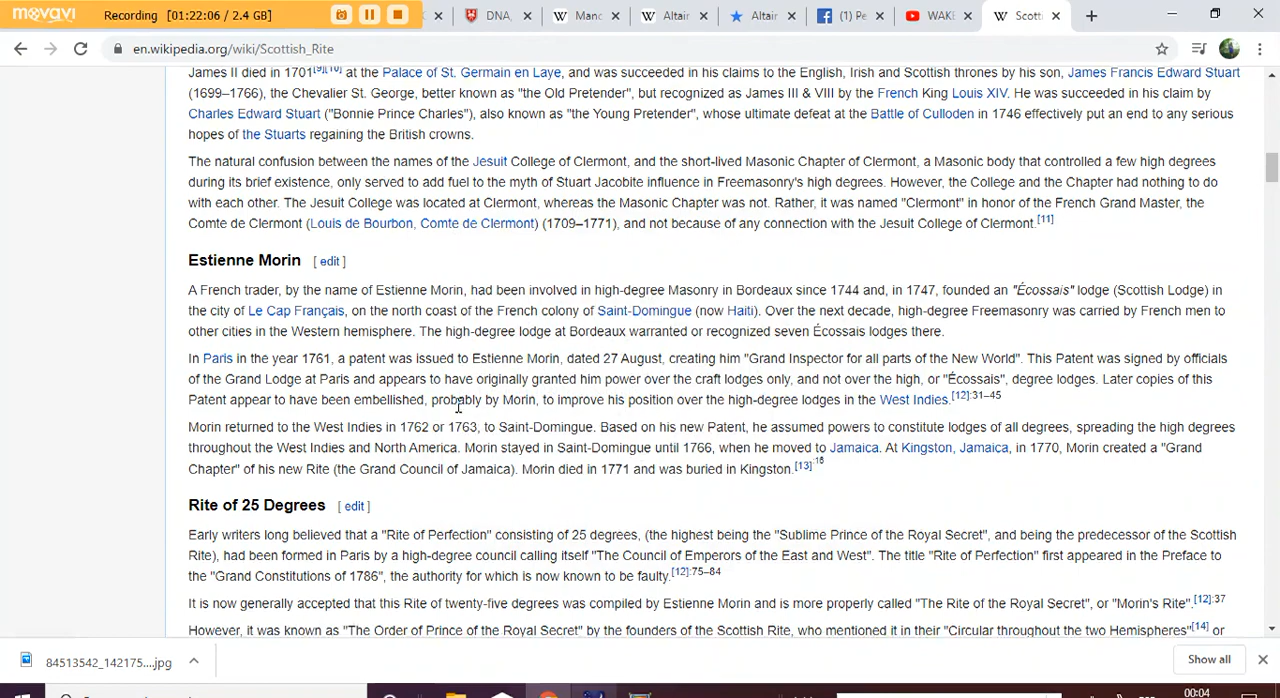 movavi Recording [01:22:06 / 2.4 GB]
DNA, Manc Altair Altair (1) Pe WAKE Scott
en.wikipedia.org/wiki/Scottish_Rite
James II died in 1701[9][10] at the Palace of St. Germain en Laye, and was succeeded in his claims to the English, Irish and Scottish thrones by his son, James Francis Edward Stuart
(1699–1766), the Chevalier St. George, better known as "the Old Pretender", but recognized as James III & VIII by the French King Louis XIV. He was succeeded in his claim by
Charles Edward Stuart ("Bonnie Prince Charles"), also known as "the Young Pretender", whose ultimate defeat at the Battle of Culloden in 1746 effectively put an end to any serious
hopes of the Stuarts regaining the British crowns.
The natural confusion between the names of the Jesuit College of Clermont, and the short-lived Masonic Chapter of Clermont, a Masonic body that controlled a few high degrees
during its brief existence, only served to add fuel to the myth of Stuart Jacobite influence in Freemasonry's high degrees. However, the College and the Chapter had nothing to do
with each other. The Jesuit College was located at Clermont, whereas the Masonic Chapter was not. Rather, it was named "Clermont" in honor of the French Grand Master, the
Comte de Clermont (Louis de Bourbon, Comte de Clermont) (1709–1771), and not because of any connection with the Jesuit College of Clermont.[11]
Estienne Morin [ edit ]
A French trader, by the name of Estienne Morin, had been involved in high-degree Masonry in Bordeaux since 1744 and, in 1747, founded an "Écossais" lodge (Scottish Lodge) in
the city of Le Cap Français, on the north coast of the French colony of Saint-Domingue (now Haiti). Over the next decade, high-degree Freemasonry was carried by French men to
other cities in the Western hemisphere. The high-degree lodge at Bordeaux warranted or recognized seven Écossais lodges there.
In Paris in the year 1761, a patent was issued to Estienne Morin, dated 27 August, creating him "Grand Inspector for all parts of the New World". This Patent was signed by officials
of the Grand Lodge at Paris and appears to have originally granted him power over the craft lodges only, and not over the high, or "Écossais", degree lodges. Later copies of this
Patent appear to have been embellished, probably by Morin, to improve his position over the high-degree lodges in the West Indies.[12]:31–45
Morin returned to the West Indies in 1762 or 1763, to Saint-Domingue. Based on his new Patent, he assumed powers to constitute lodges of all degrees, spreading the high degrees
throughout the West Indies and North America. Morin stayed in Saint-Domingue until 1766, when he moved to Jamaica. At Kingston, Jamaica, in 1770, Morin created a "Grand
Chapter" of his new Rite (the Grand Council of Jamaica). Morin died in 1771 and was buried in Kingston.[13]:18
Rite of 25 Degrees [ edit ]
Early writers long believed that a "Rite of Perfection" consisting of 25 degrees, (the highest being the "Sublime Prince of the Royal Secret", and being the predecessor of the Scottish
Rite), had been formed in Paris by a high-degree council calling itself "The Council of Emperors of the East and West". The title "Rite of Perfection" first appeared in the Preface to
the "Grand Constitutions of 1786", the authority for which is now known to be faulty.[12]:75–84
It is now generally accepted that this Rite of twenty-five degrees was compiled by Estienne Morin and is more properly called "The Rite of the Royal Secret", or "Morin's Rite".[12]:37
However, it was known as "The Order of Prince of the Royal Secret" by the founders of the Scottish Rite, who mentioned it in their "Circular throughout the two Hemispheres"[14] or
84513542_142175....jpg
Show all
00:04